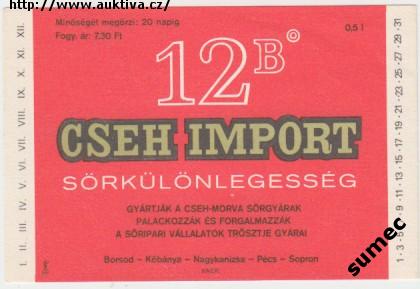 http://www.auktiva.cz/
Minőségét megőrzi: 20 napig
Fogy. ár: 7,30 Ft
0,5 l
12 B°
CSEH IMPORT
SÖRKÜLÖNLEGESSÉG
GYÁRTJÁK A CSEH-MORVA SÖRGYÁRAK
PALACKOZZÁK ÉS FORGALMAZZÁK
A SÖRIPARI VÁLLALATOK TRÖSZTJE GYÁRAI
Borsod – Kőbánya – Nagykanizsa – Pécs – Sopron
I. II. III. IV. V. VI. VII. VIII. IX. X. XI. XII.
1·3·5·7·9·11·13·15·17·19·21·23·25·27·29·31
sumec